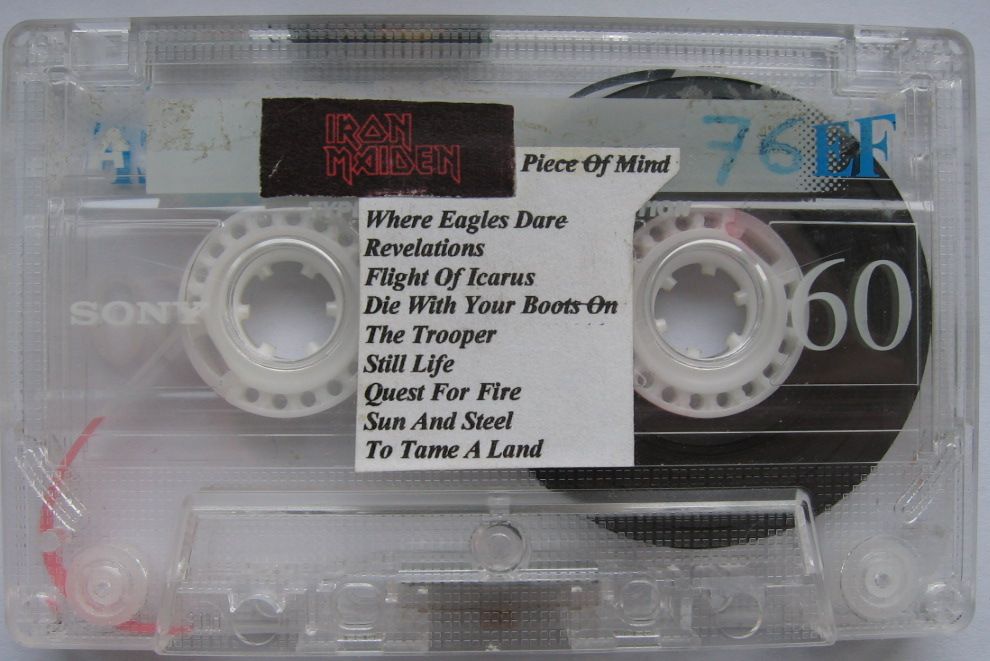 IRON
MAIDEN
Piece Of Mind
76
EF
Where Eagles Dare
Revelations
Flight Of Icarus
Die With Your Boots On
The Trooper
Still Life
Quest For Fire
Sun And Steel
To Tame A Land
SONY
60